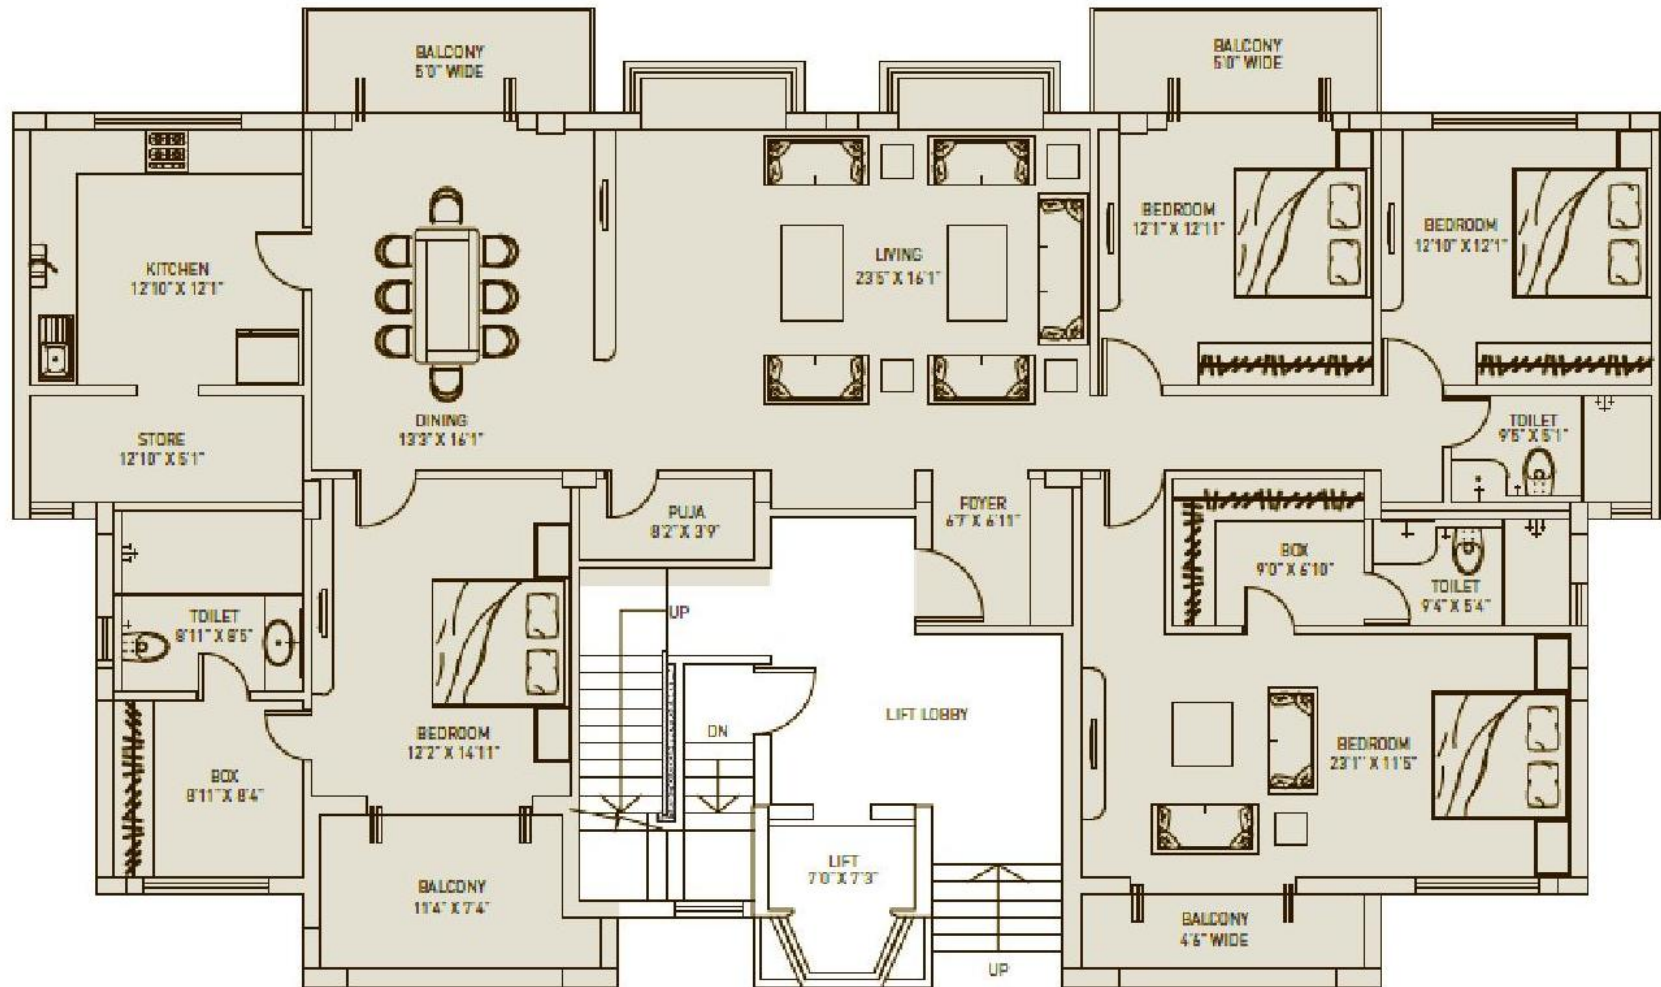 BALCONY
5'0" WIDE
BALCONY
5'0" WIDE
KITCHEN
12'10" X 12'1"
LIVING
23'5" X 16'1"
BEDROOM
12'1" X 12'11"
BEDROOM
12'10" X 12'1"
DINING
13'3" X 16'1"
STORE
12'10" X 5'1"
TOILET
9'5" X 5'1"
PUJA
8'2" X 3'9"
FOYER
6'7" X 6'11"
BOX
9'0" X 6'10"
TOILET
9'4" X 5'4"
TOILET
8'11" X 8'5"
UP
BEDROOM
12'2" X 14'11"
DN
LIFT LOBBY
BEDROOM
23'1" X 11'5"
BOX
8'11" X 8'4"
LIFT
7'0" X 7'3"
BALCONY
11'4" X 7'4"
BALCONY
4'6" WIDE
UP